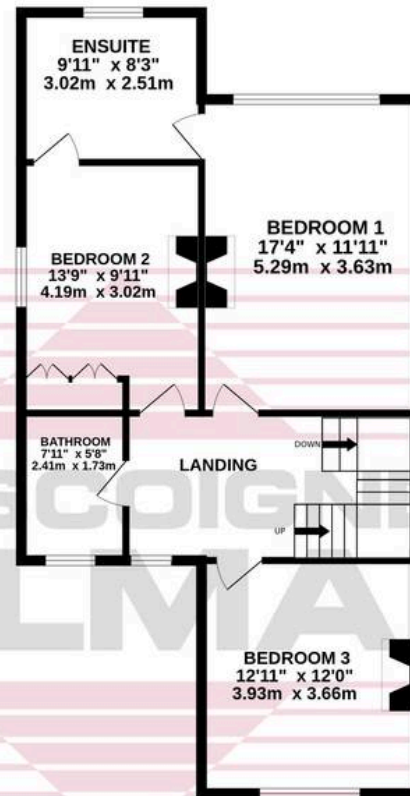 ENSUITE
9'11" x 8'3"
3.02m x 2.51m
BEDROOM 1
17'4" x 11'11"
5.29m x 3.63m
BEDROOM 2
13'9" x 9'11"
4.19m x 3.02m
BATHROOM
7'11" x 5'8"
2.41m x 1.73m
LANDING
DOWN
UP
SCOIGNE
LMA
BEDROOM 3
12'11" x 12'0"
3.93m x 3.66m